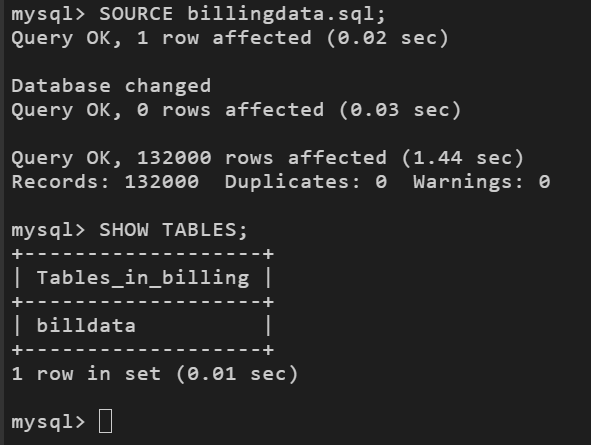 mysql> SOURCE billingdata.sql;
Query OK, 1 row affected (0.02 sec)

Database changed
Query OK, 0 rows affected (0.03 sec)

Query OK, 132000 rows affected (1.44 sec)
Records: 132000  Duplicates: 0  Warnings: 0

mysql> SHOW TABLES;
+-------------------+
| Tables_in_billing |
+-------------------+
| billdata          |
+-------------------+
1 row in set (0.01 sec)

mysql>